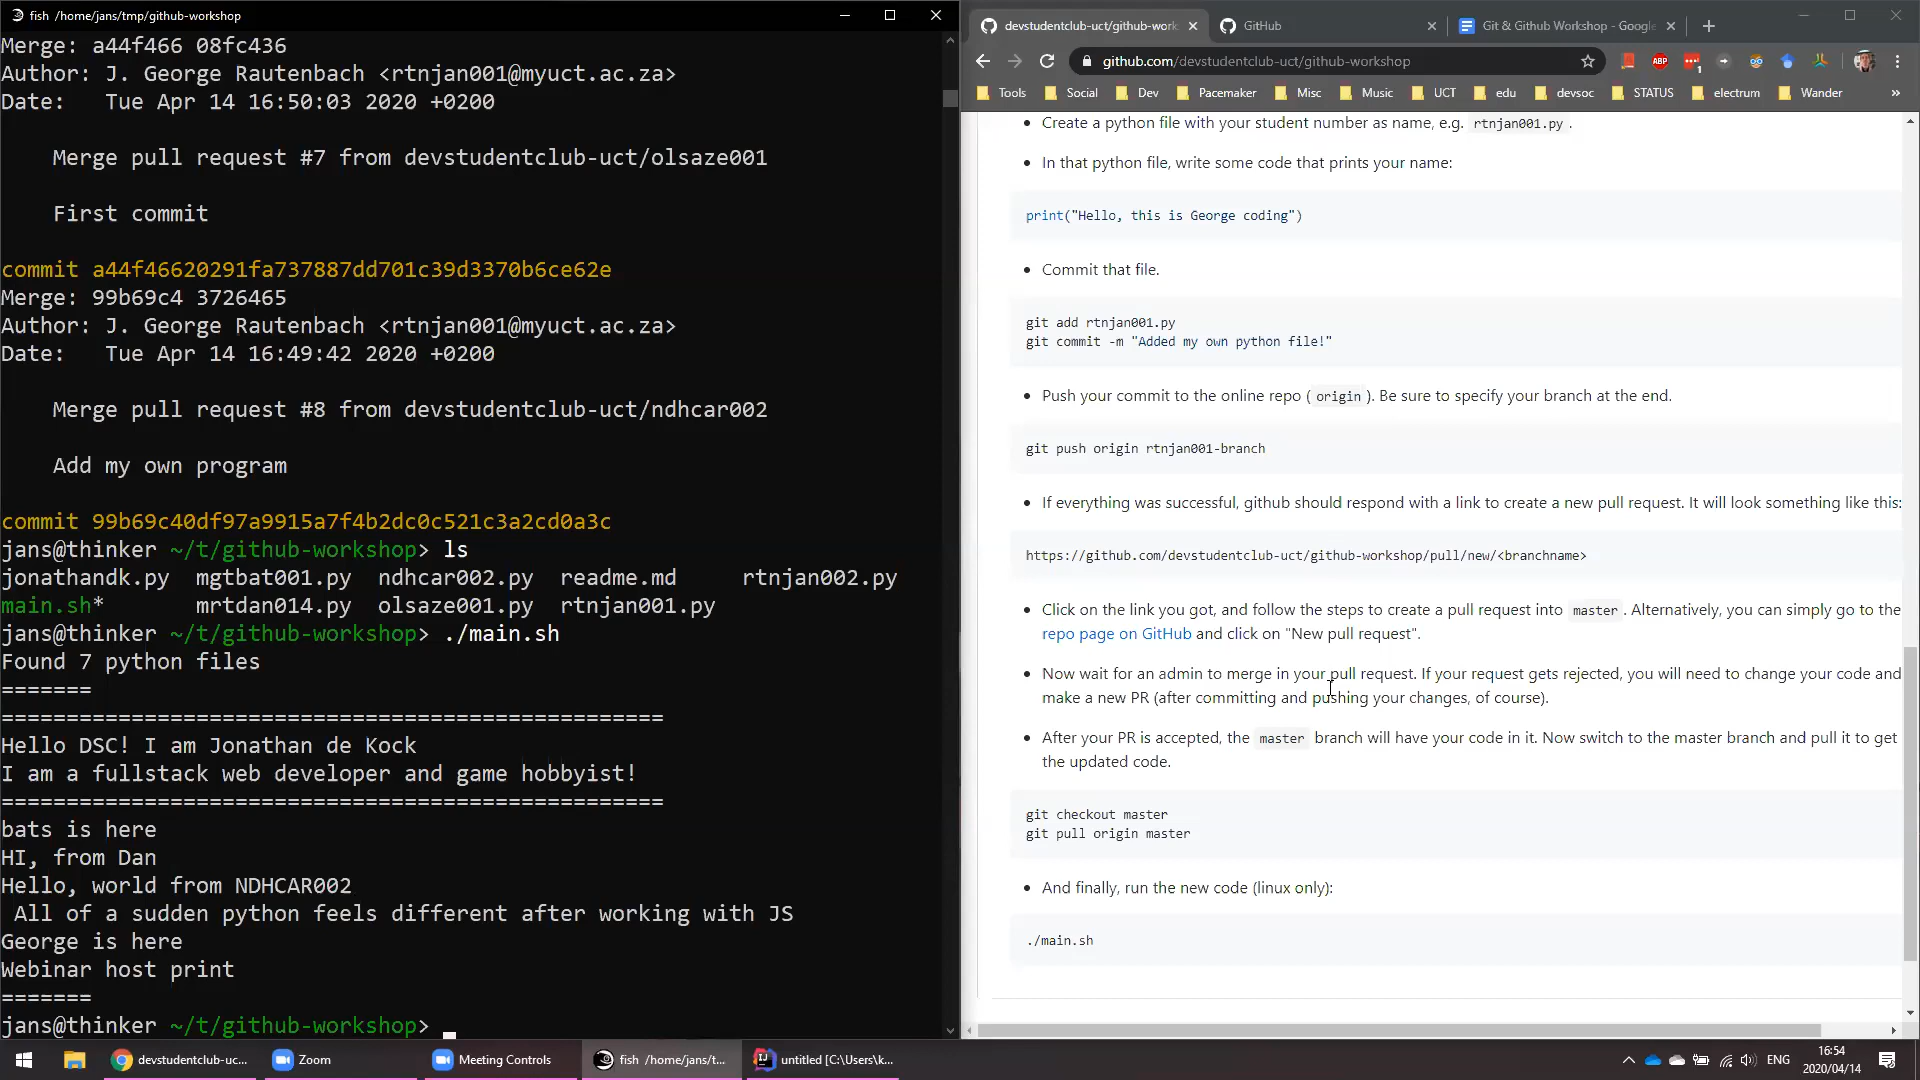 fish /home/jans/tmp/github-workshop
Merge: a44f466 08fc436
Author: J. George Rautenbach <rtnjan001@myuct.ac.za>
Date:   Tue Apr 14 16:50:03 2020 +0200
Merge pull request #7 from devstudentclub-uct/olsaze001
First commit
commit a44f46620291fa737887dd701c39d3370b6ce62e
Merge: 99b69c4 3726465
Author: J. George Rautenbach <rtnjan001@myuct.ac.za>
Date:   Tue Apr 14 16:49:42 2020 +0200
Merge pull request #8 from devstudentclub-uct/ndhcar002
Add my own program
commit 99b69c40df97a9915a7f4b2dc0c521c3a2cd0a3c
jans@thinker ~/t/github-workshop> ls
jonathandk.py  mgtbat001.py  ndhcar002.py  readme.md     rtnjan002.py
main.sh*       mrtdan014.py  olsaze001.py  rtnjan001.py
jans@thinker ~/t/github-workshop> ./main.sh
Found 7 python files
=======
===================================================
Hello DSC! I am Jonathan de Kock
I am a fullstack web developer and game hobbyist!
===================================================
bats is here
HI, from Dan
Hello, world from NDHCAR002
All of a sudden python feels different after working with JS
George is here
Webinar host print
=======
jans@thinker ~/t/github-workshop>
devstudentclub-uct/github-work
GitHub
Git & Github Workshop - Google
github.com/devstudentclub-uct/github-workshop
ABP
1
Tools Social Dev Pacemaker Misc Music UCT edu devsoc STATUS electrum Wander »
• Create a python file with your student number as name, e.g. rtnjan001.py .
• In that python file, write some code that prints your name:
print("Hello, this is George coding")
• Commit that file.
git add rtnjan001.py
git commit -m "Added my own python file!"
• Push your commit to the online repo ( origin ). Be sure to specify your branch at the end.
git push origin rtnjan001-branch
• If everything was successful, github should respond with a link to create a new pull request. It will look something like this:
https://github.com/devstudentclub-uct/github-workshop/pull/new/<branchname>
• Click on the link you got, and follow the steps to create a pull request into master . Alternatively, you can simply go to the
repo page on GitHub and click on "New pull request".
• Now wait for an admin to merge in your pull request. If your request gets rejected, you will need to change your code and
make a new PR (after committing and pushing your changes, of course).
• After your PR is accepted, the master branch will have your code in it. Now switch to the master branch and pull it to get
the updated code.
git checkout master
git pull origin master
• And finally, run the new code (linux only):
./main.sh
devstudentclub-uc...
Zoom
Meeting Controls
fish /home/jans/t...
untitled [C:\Users\k...
ENG
16:54
2020/04/14